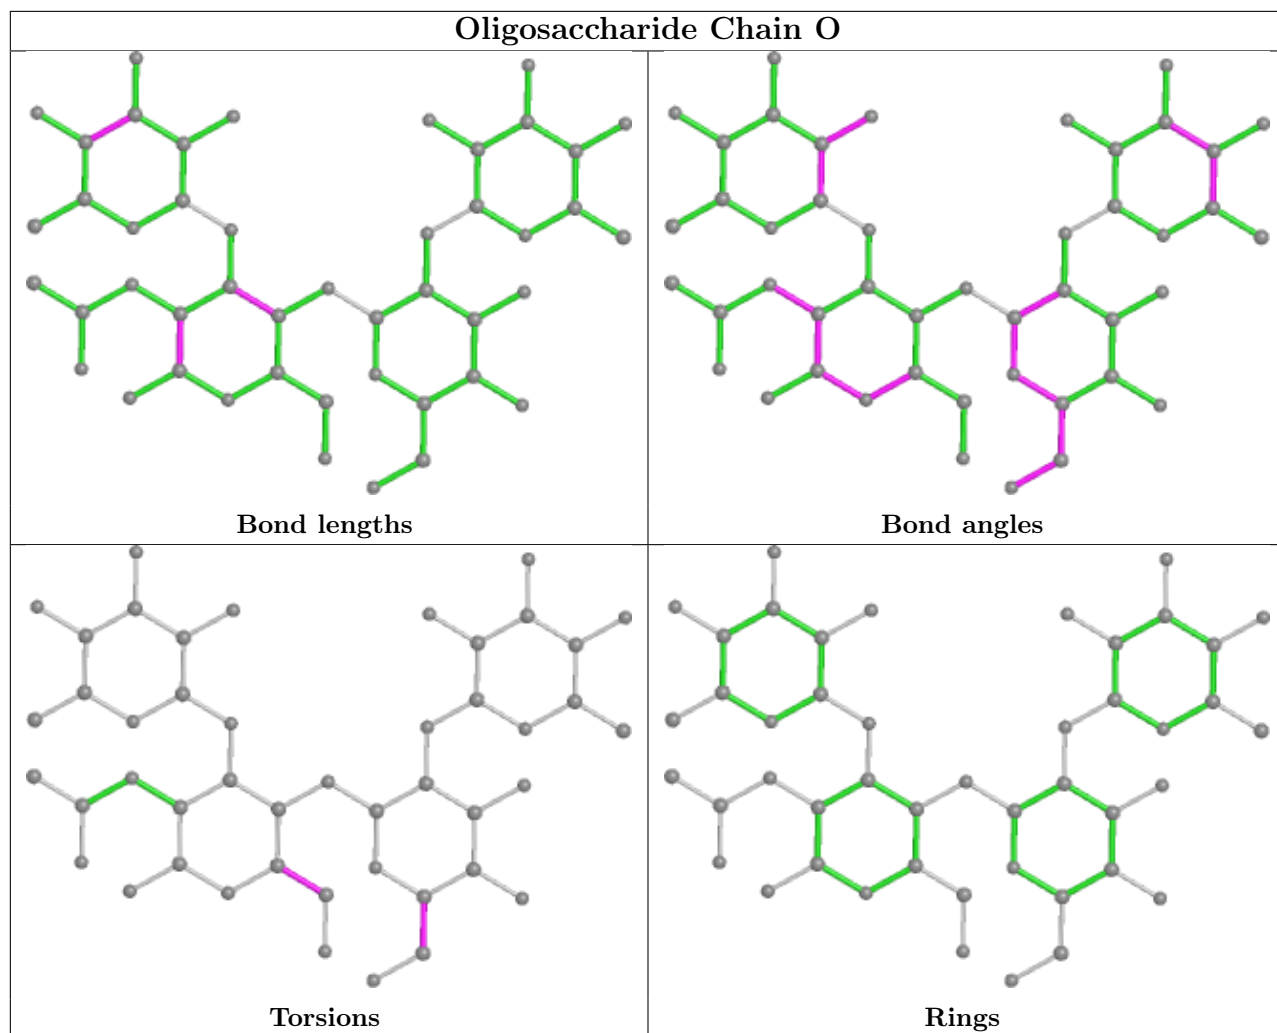 Oligosaccharide Chain O
Bond lengths
Bond angles
Torsions
Rings